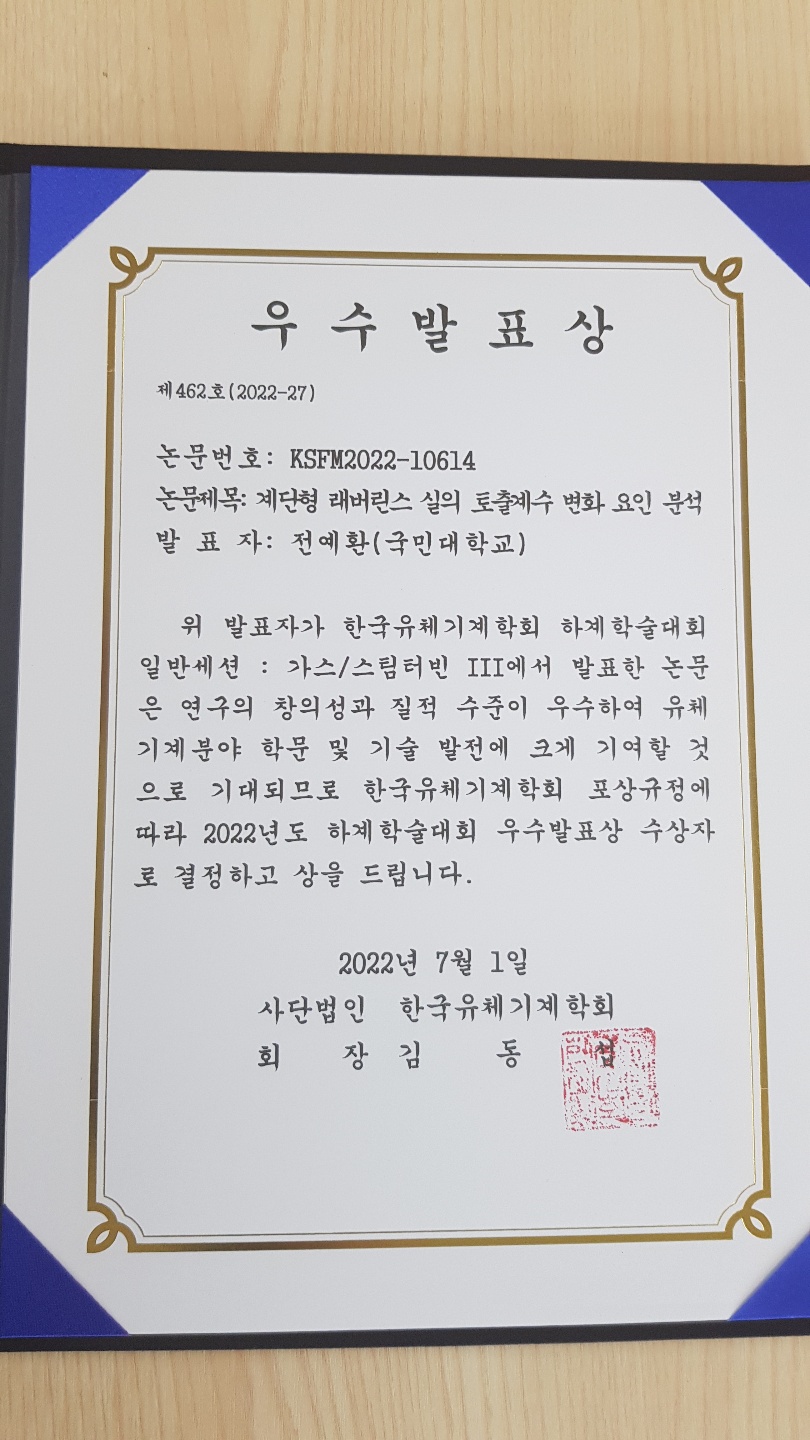 우 수 발 표 상
제462호(2022-27)
논문번호: KSFM2022-10614
논문제목: 계단형 래버린스 실의 토출계수 변화 요인 분석
발 표 자: 전예환(국민대학교)
위 발표자가 한국유체기계학회 하계학술대회
일반세션 : 가스/스팀터빈 III에서 발표한 논문
은 연구의 창의성과 질적 수준이 우수하여 유체
기계분야 학문 및 기술 발전에 크게 기여할 것
으로 기대되므로 한국유체기계학회 포상규정에
따라 2022년도 하계학술대회 우수발표상 수상자
로 결정하고 상을 드립니다.
2022년 7월 1일
사단법인 한국유체기계학회
회 장 김 동 섭